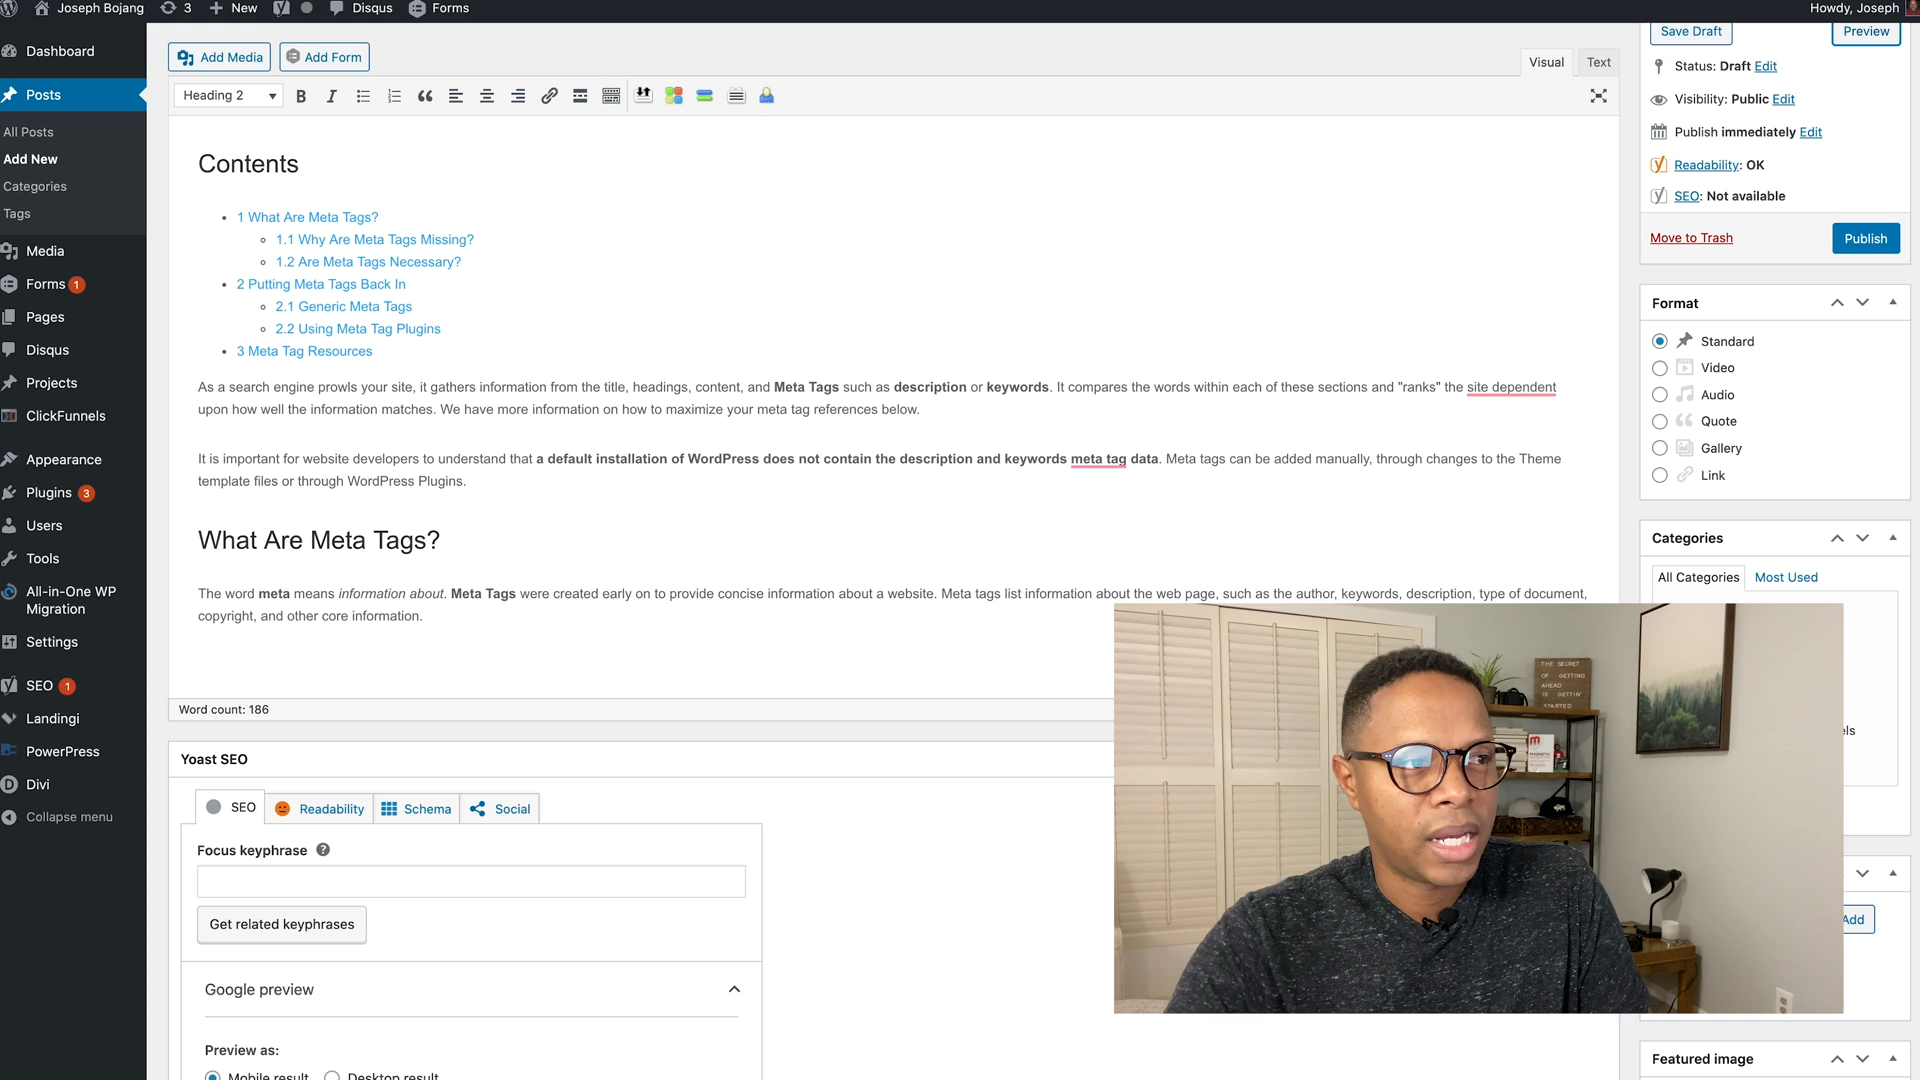 Joseph Bojang
3
New
Disqus
Forms
Howdy, Joseph
Dashboard
Posts
All Posts
Add New
Categories
Tags
Media
Forms 1
Pages
Disqus
Projects
ClickFunnels
Appearance
Plugins 3
Users
Tools
All-in-One WP
Migration
Settings
SEO 1
Landingi
PowerPress
Divi
Collapse menu
Add Media
Add Form
Visual
Text
Heading 2
Contents
1 What Are Meta Tags?
1.1 Why Are Meta Tags Missing?
1.2 Are Meta Tags Necessary?
2 Putting Meta Tags Back In
2.1 Generic Meta Tags
2.2 Using Meta Tag Plugins
3 Meta Tag Resources
As a search engine prowls your site, it gathers information from the title, headings, content, and Meta Tags such as description or keywords. It compares the words within each of these sections and "ranks" the site dependent
upon how well the information matches. We have more information on how to maximize your meta tag references below.
It is important for website developers to understand that a default installation of WordPress does not contain the description and keywords meta tag data. Meta tags can be added manually, through changes to the Theme
template files or through WordPress Plugins.
What Are Meta Tags?
The word meta means information about. Meta Tags were created early on to provide concise information about a website. Meta tags list information about the web page, such as the author, keywords, description, type of document,
copyright, and other core information.
Word count: 186
Yoast SEO
SEO
Readability
Schema
Social
Focus keyphrase
Get related keyphrases
Google preview
Preview as:
Mobile result
Desktop result
Save Draft
Preview
Status: Draft Edit
Visibility: Public Edit
Publish immediately Edit
Readability: OK
SEO: Not available
Move to Trash
Publish
Format
Standard
Video
Audio
Quote
Gallery
Link
Categories
All Categories
Most Used
els
Add
Featured image
THE SECRET
OF GETTING
AHEAD
IS GETTIN'
STARTED